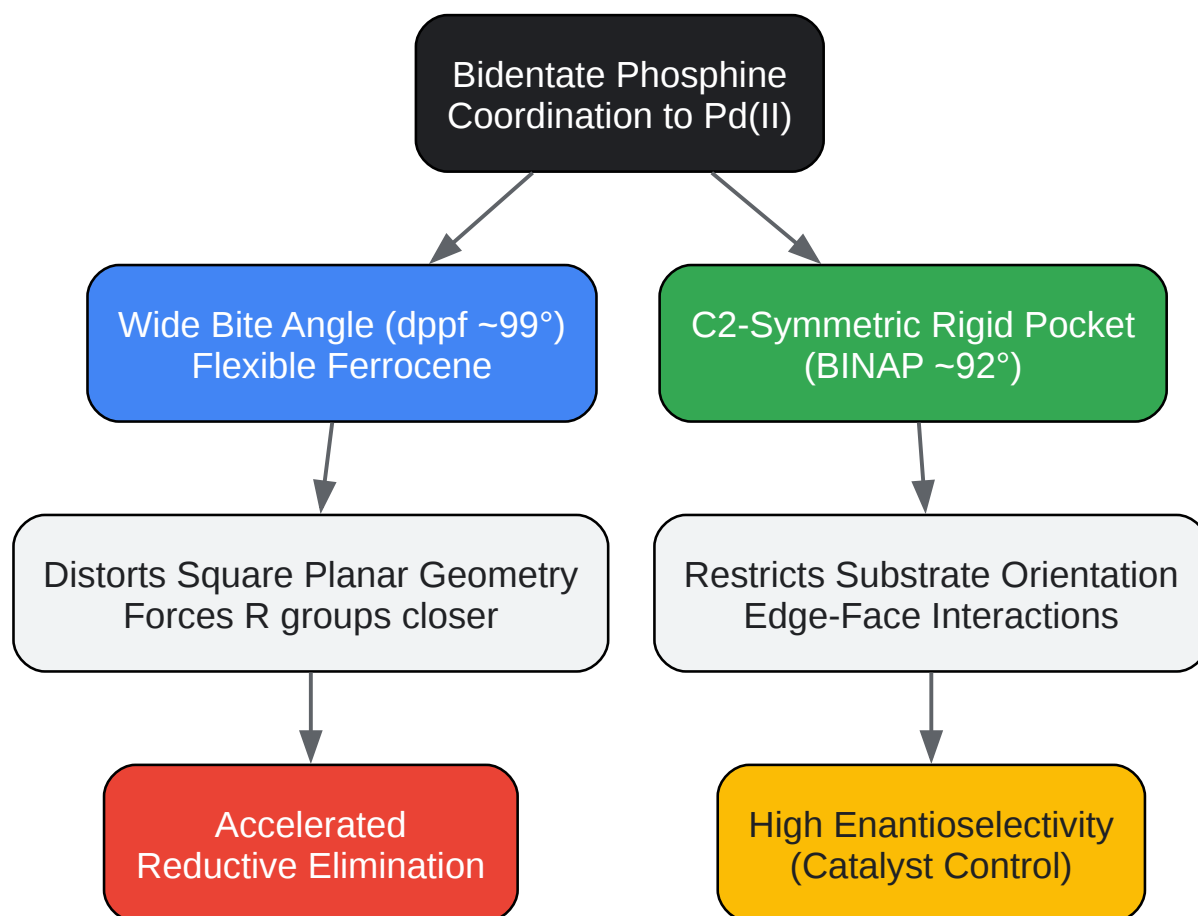 Bidentate Phosphine
Coordination to Pd(II)
Wide Bite Angle (dppf ~99°)
Flexible Ferrocene
C2-Symmetric Rigid Pocket
(BINAP ~92°)
Distorts Square Planar Geometry
Forces R groups closer
Restricts Substrate Orientation
Edge-Face Interactions
Accelerated
Reductive Elimination
High Enantioselectivity
(Catalyst Control)